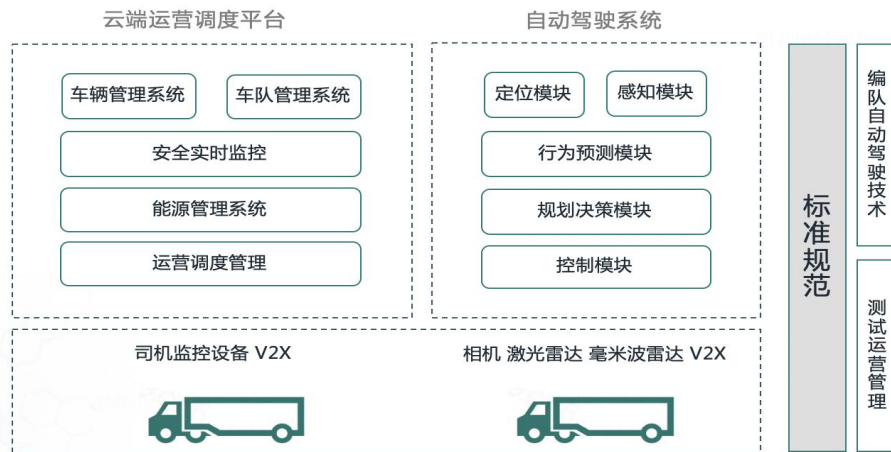 云端运营调度平台
自动驾驶系统
车辆管理系统
车队管理系统
安全实时监控
能源管理系统
运营调度管理
定位模块
感知模块
行为预测模块
规划决策模块
控制模块
司机监控设备 V2X
相机 激光雷达 毫米波雷达 V2X
标准规范
编队自动驾驶技术
测试运营管理